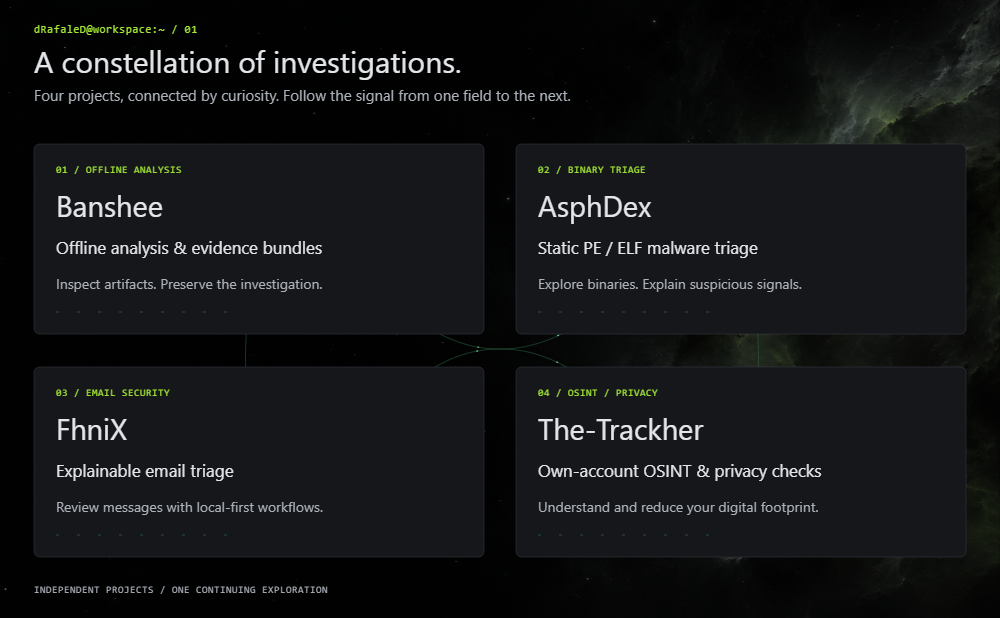 dRafaleD@workspace:~ / 01
A constellation of investigations.
Four projects, connected by curiosity. Follow the signal from one field to the next.
01 / OFFLINE ANALYSIS
Banshee
Offline analysis & evidence bundles
Inspect artifacts. Preserve the investigation.
02 / BINARY TRIAGE
AsphDex
Static PE / ELF malware triage
Explore binaries. Explain suspicious signals.
03 / EMAIL SECURITY
FhniX
Explainable email triage
Review messages with local-first workflows.
04 / OSINT / PRIVACY
The-Trackher
Own-account OSINT & privacy checks
Understand and reduce your digital footprint.
INDEPENDENT PROJECTS / ONE CONTINUING EXPLORATION